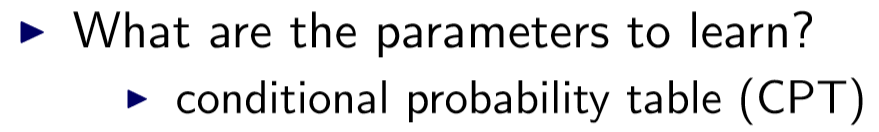 What are the parameters to learn?
conditional probability table (CPT)